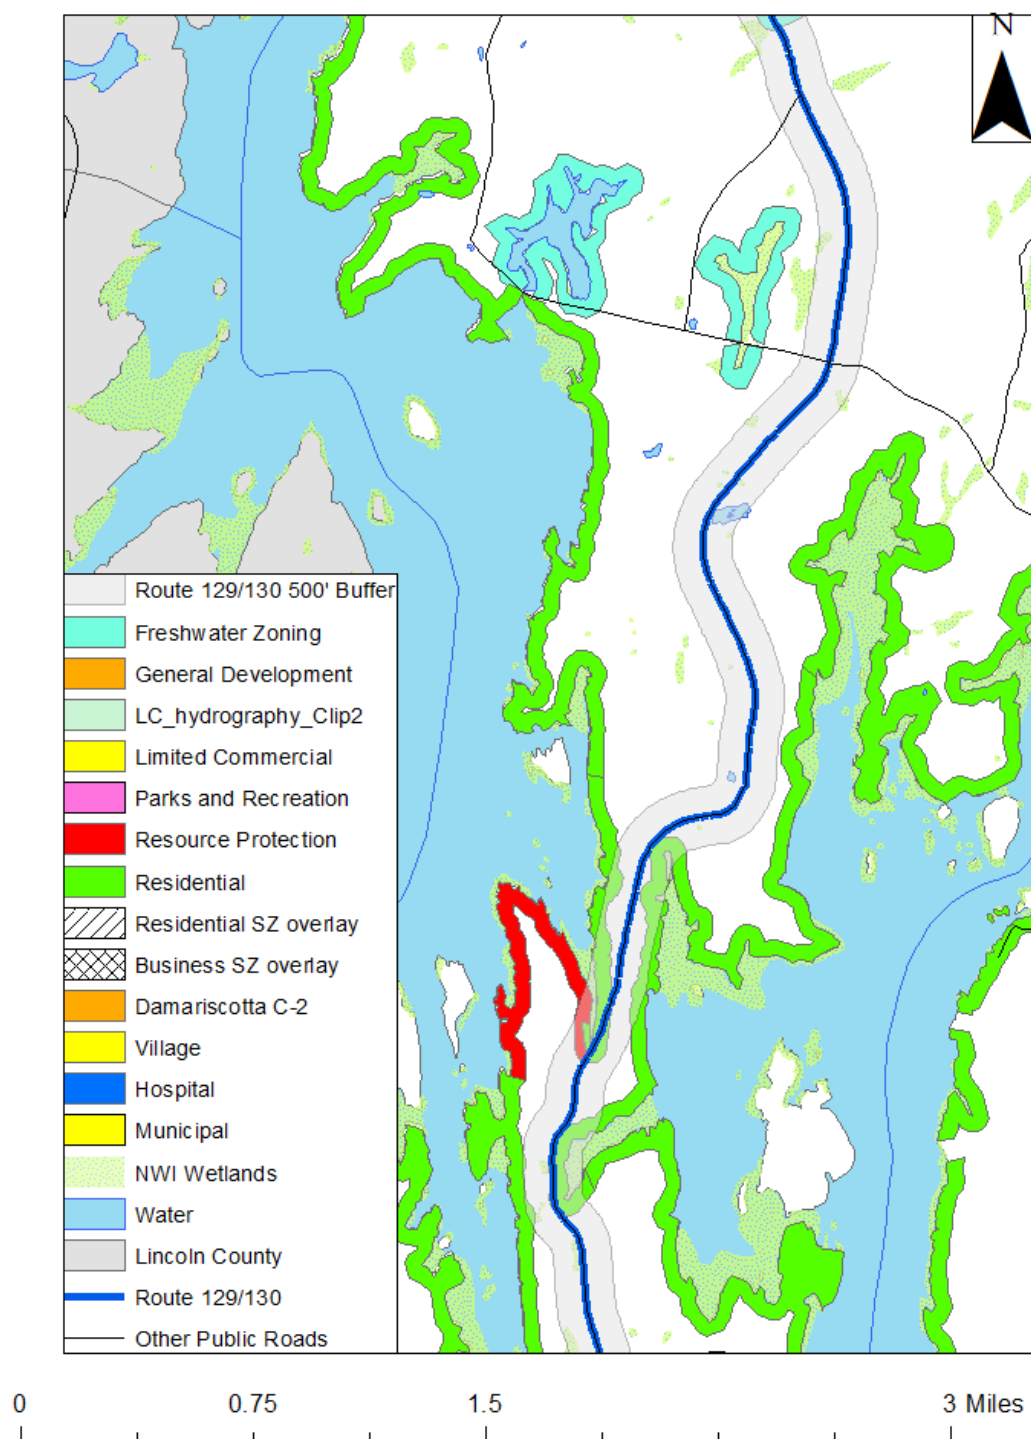 N
Route 129/130 500' Buffer
Freshwater Zoning
General Development
LC_hydrography_Clip2
Limited Commercial
Parks and Recreation
Resource Protection
Residential
Residential SZ overlay
Business SZ overlay
Damariscotta C-2
Village
Hospital
Municipal
NWI Wetlands
Water
Lincoln County
Route 129/130
Other Public Roads
0 0.75 1.5 3 Miles